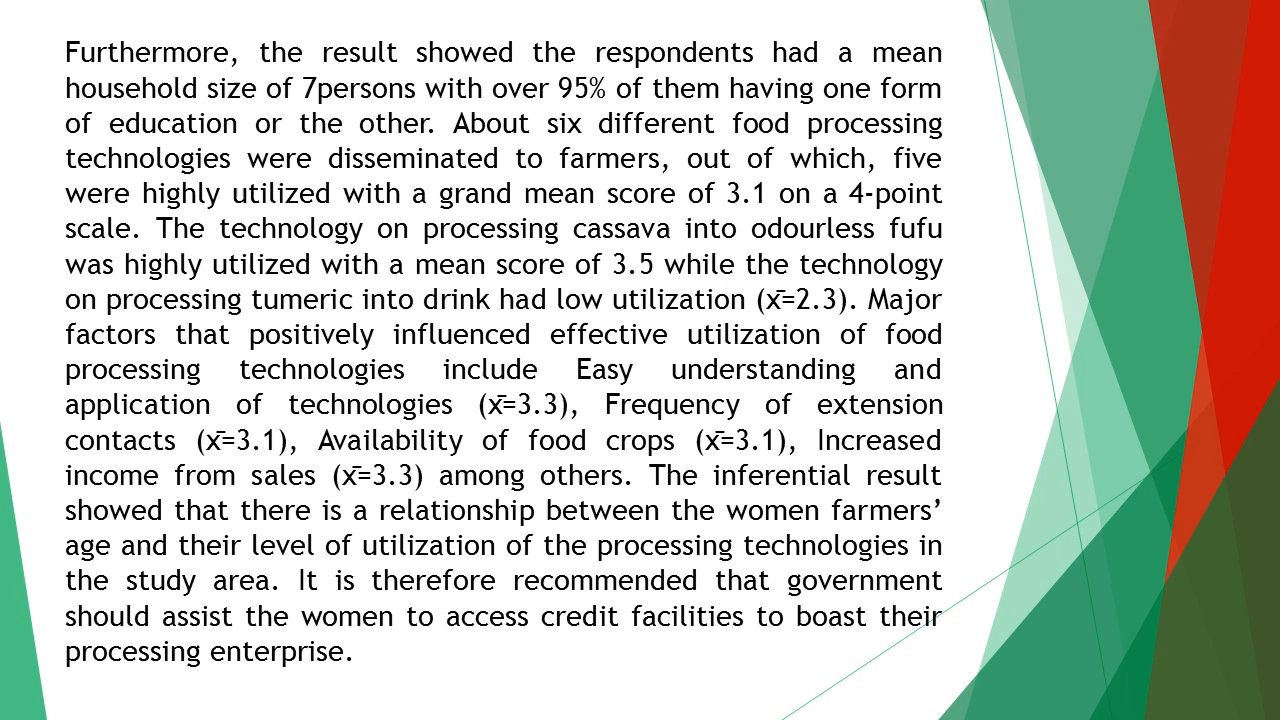 Furthermore, the result showed the respondents had a mean
household size of 7persons with over 95% of them having one form
of education or the other. About six different food processing
technologies were disseminated to farmers, out of which, five
were highly utilized with a grand mean score of 3.1 on a 4-point
scale. The technology on processing cassava into odourless fufu
was highly utilized with a mean score of 3.5 while the technology
on processing tumeric into drink had low utilization (x̄=2.3). Major
factors that positively influenced effective utilization of food
processing technologies include Easy understanding and
application of technologies (x̄=3.3), Frequency of extension
contacts (x̄=3.1), Availability of food crops (x̄=3.1), Increased
income from sales (x̄=3.3) among others. The inferential result
showed that there is a relationship between the women farmers’
age and their level of utilization of the processing technologies in
the study area. It is therefore recommended that government
should assist the women to access credit facilities to boast their
processing enterprise.